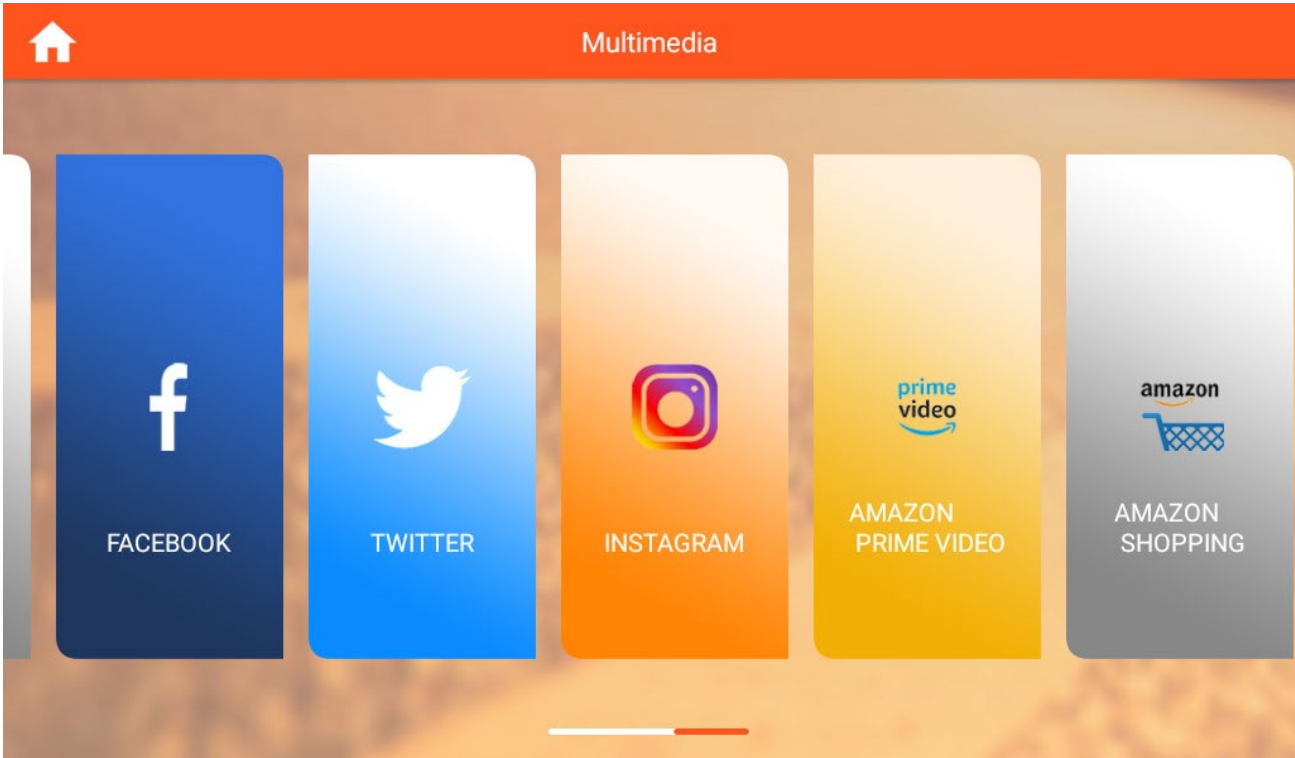 Multimedia
FACEBOOK
TWITTER
INSTAGRAM
prime
video
AMAZON
PRIME VIDEO
amazon
AMAZON
SHOPPING